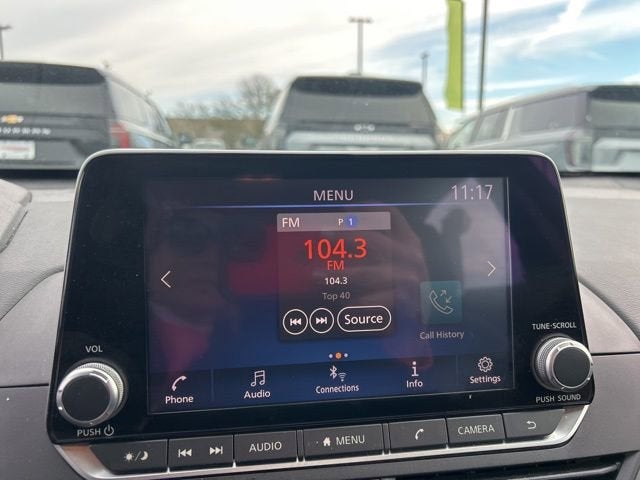 MENU 11:17
FM P 1
104.3
FM
104.3
Top 40
Source
Call History
Phone Audio Connections Info Settings
VOL
PUSH
TUNE·SCROLL
PUSH SOUND
AUDIO MENU CAMERA